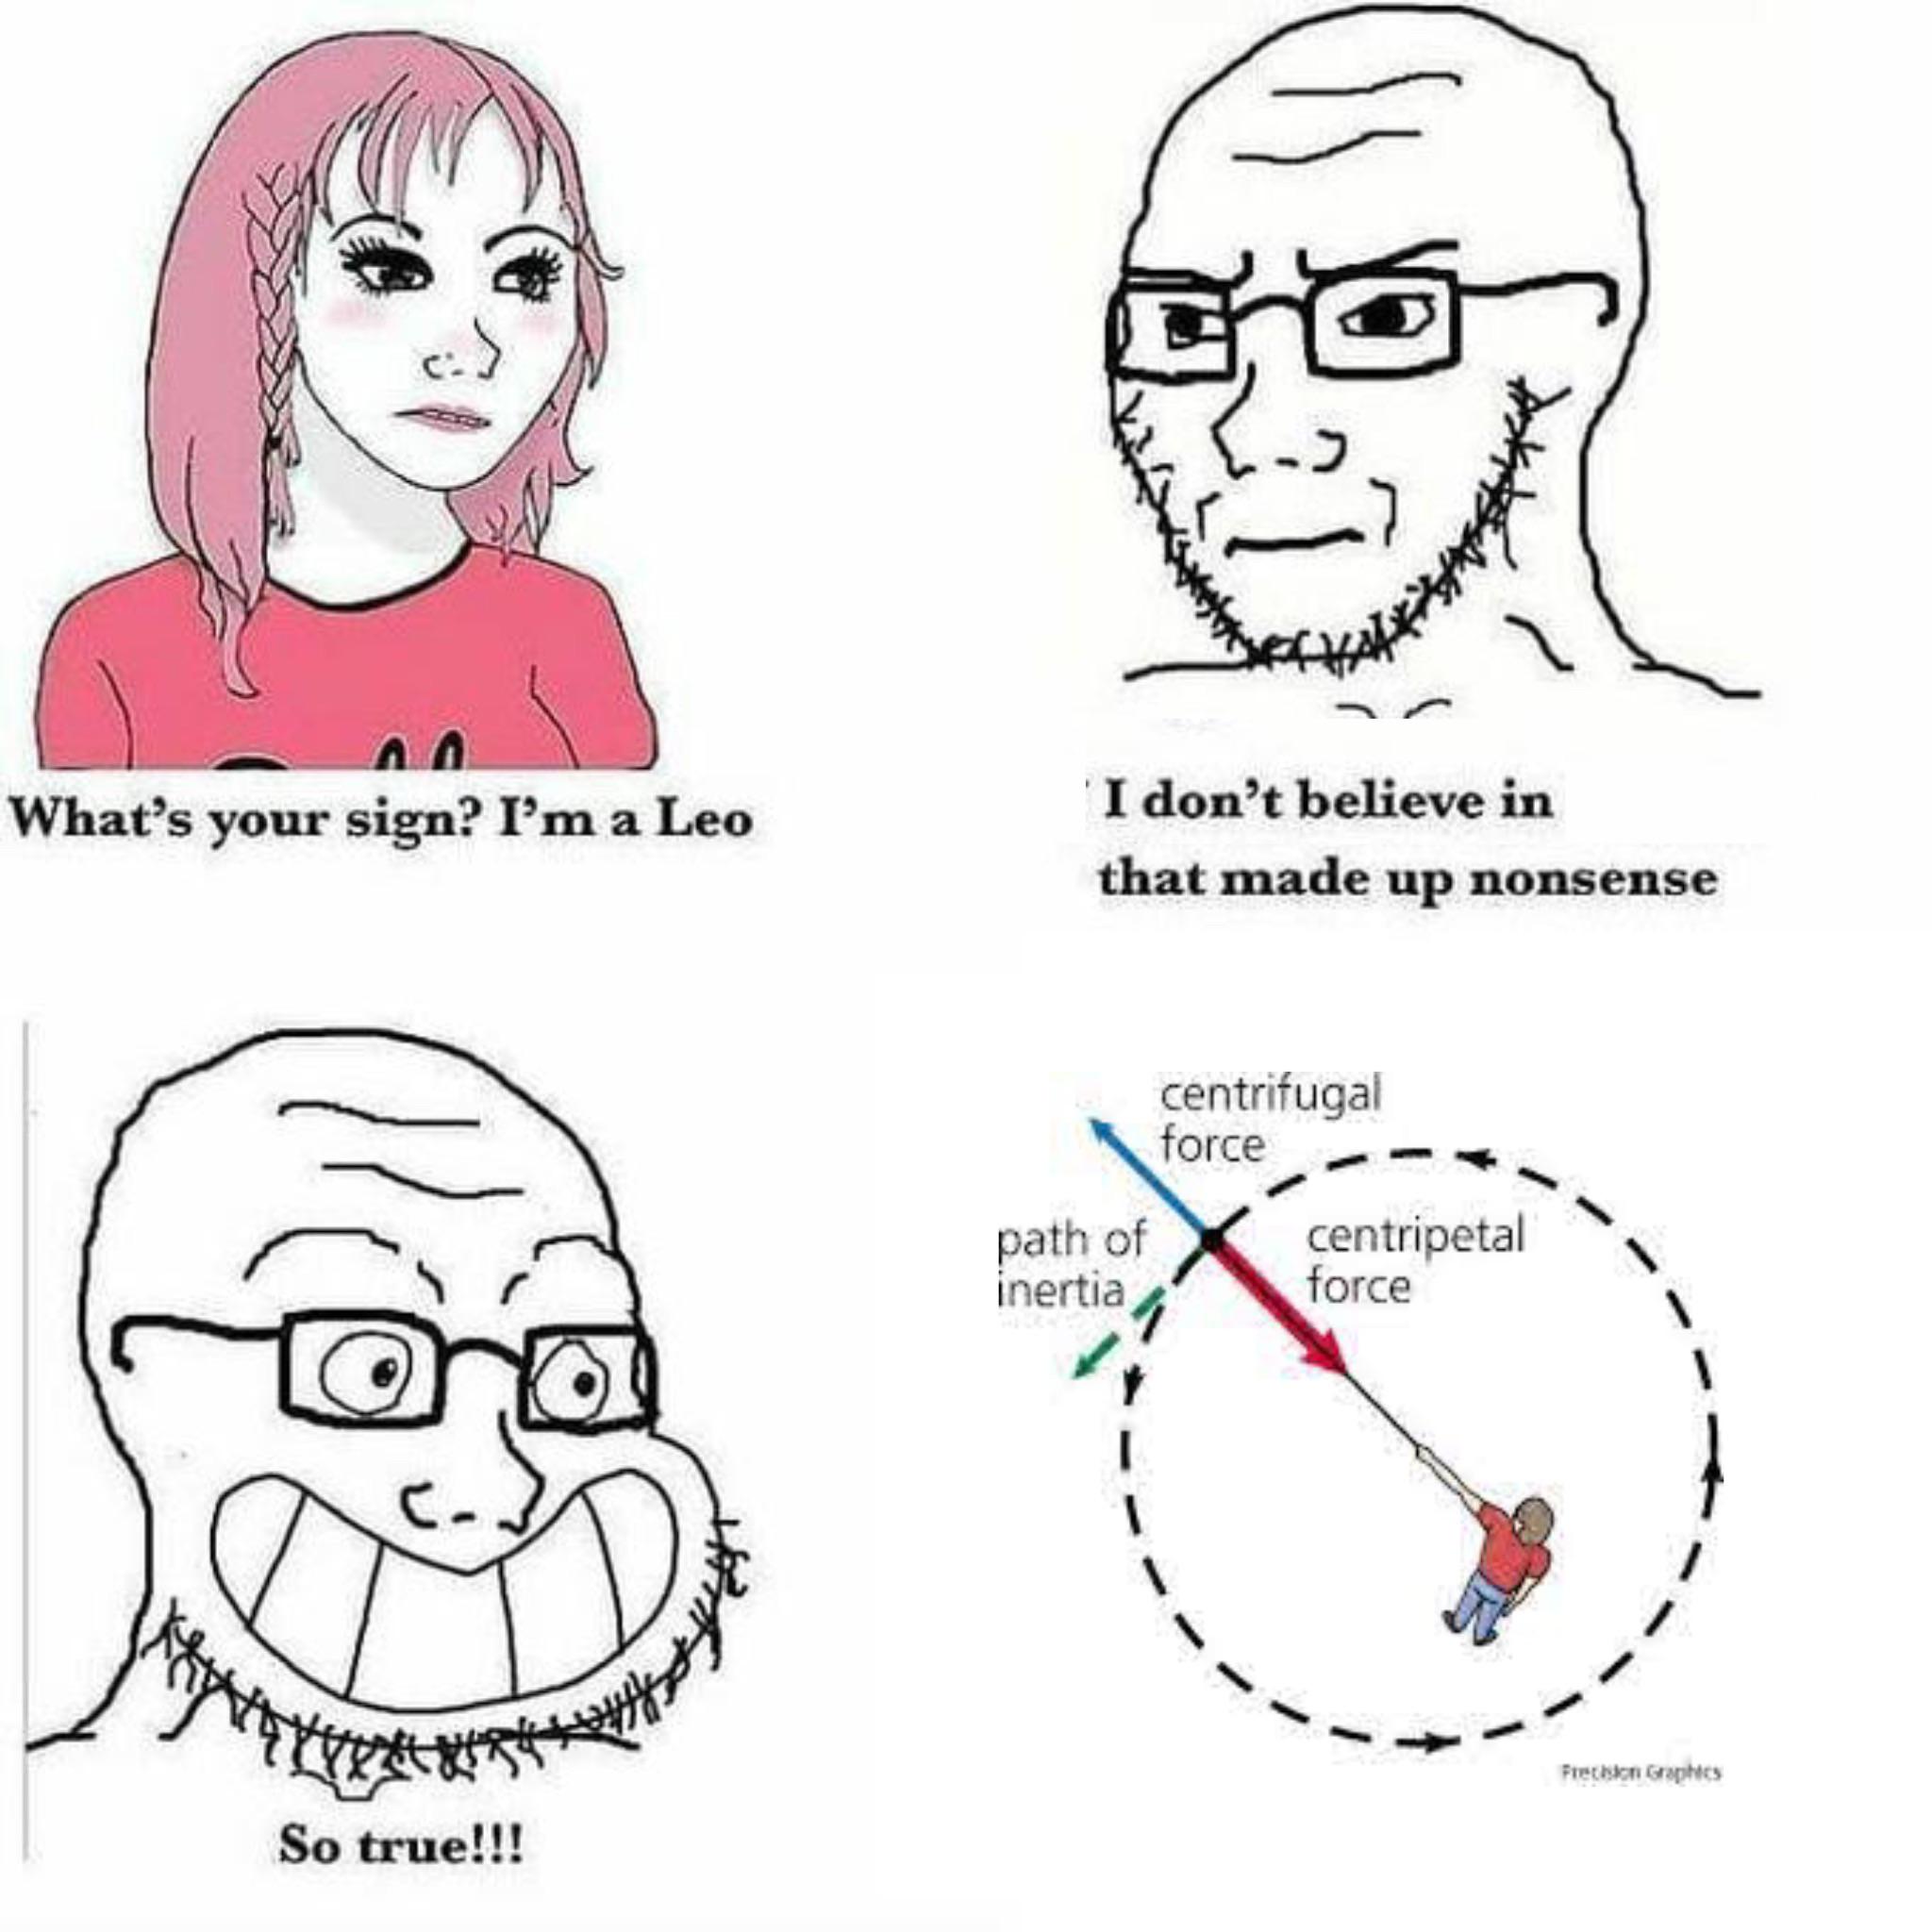 What's your sign? I'm a Leo
I don't believe in
that made up nonsense
So true!!!
centrifugal
force
path of
inertia
centripetal
force
Precision Graphics